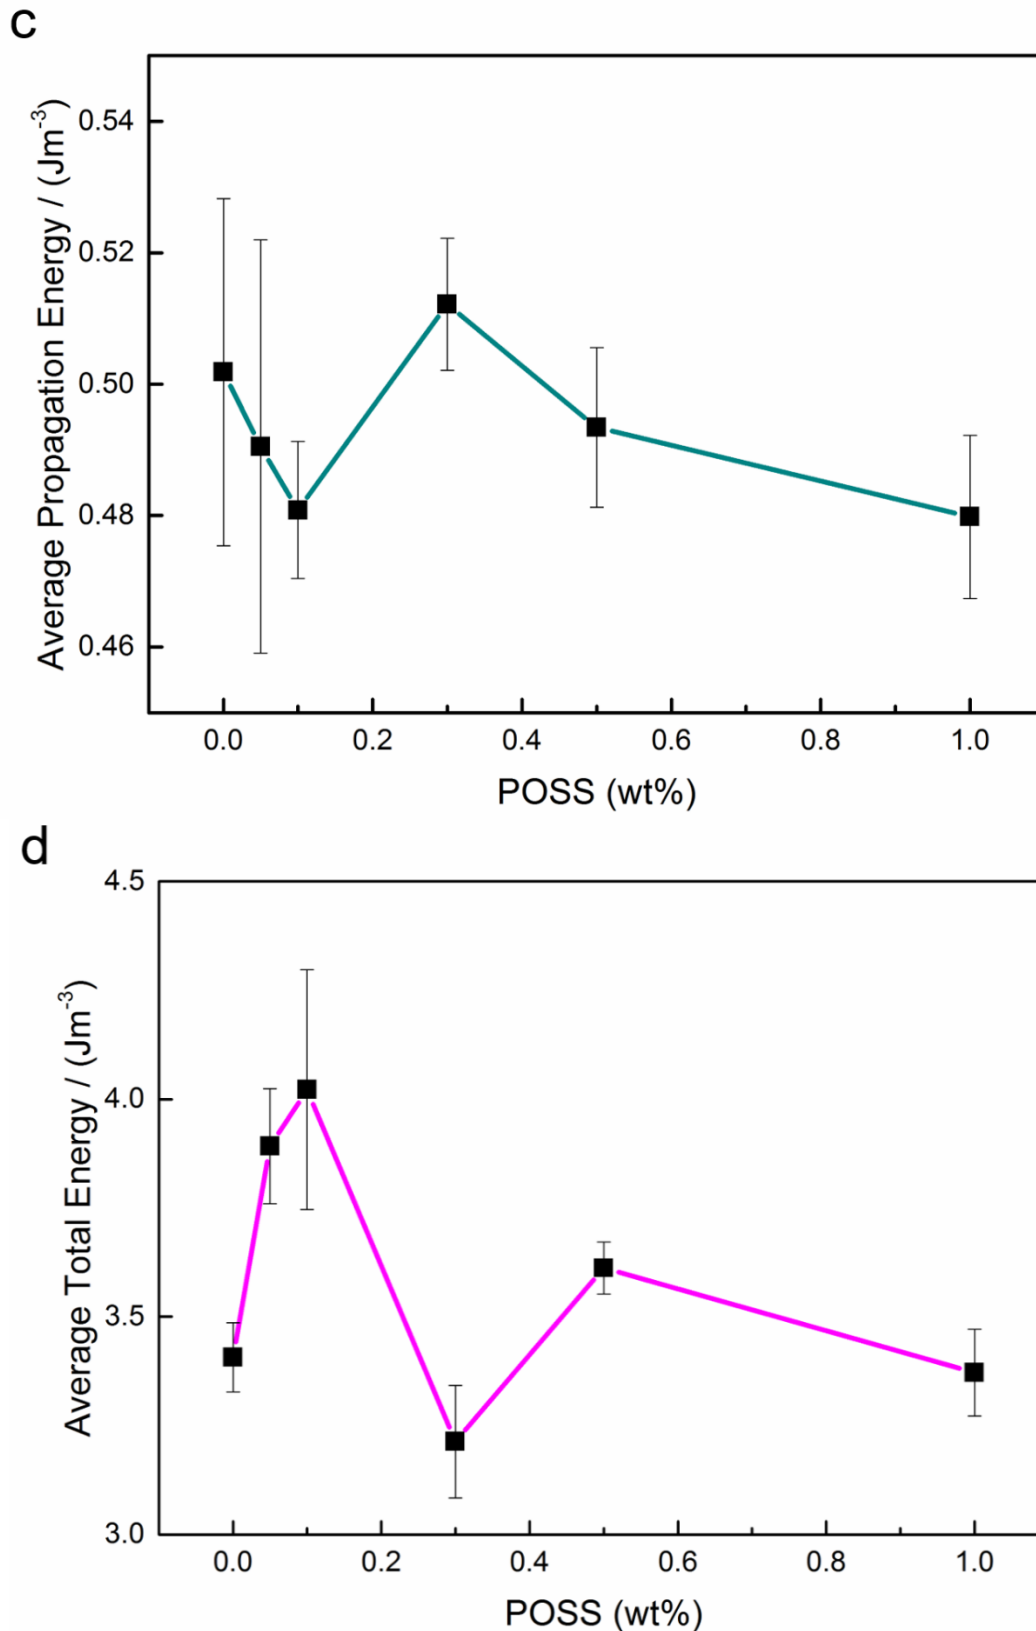 c
Average Propagation Energy / (Jm⁻³)
0.54
0.52
0.50
0.48
0.46
0.0 0.2 0.4 0.6 0.8 1.0
POSS (wt%)
d
Average Total Energy / (Jm⁻³)
4.5
4.0
3.5
3.0
0.0 0.2 0.4 0.6 0.8 1.0
POSS (wt%)